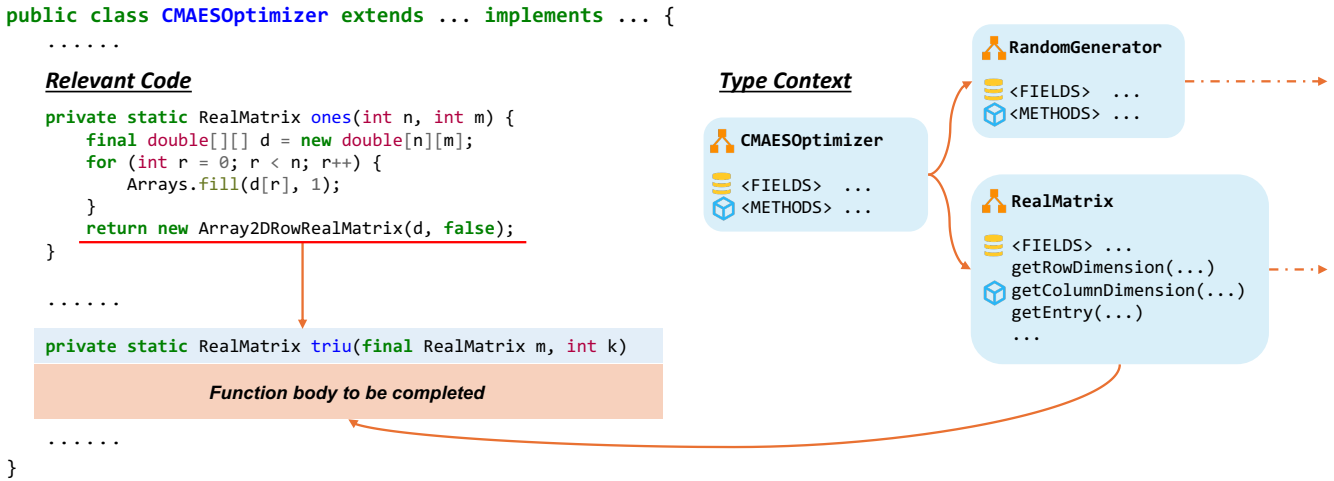 public class CMAESOptimizer extends ... implements ... {
......
Relevant Code
private static RealMatrix ones(int n, int m) {
final double[][] d = new double[n][m];
for (int r = 0; r < n; r++) {
Arrays.fill(d[r], 1);
}
return new Array2DRowRealMatrix(d, false);
}
......
private static RealMatrix triu(final RealMatrix m, int k)
Function body to be completed
......
}
Type Context
CMAESOptimizer
<FIELDS> ...
<METHODS> ...
RandomGenerator
<FIELDS> ...
<METHODS> ...
RealMatrix
<FIELDS> ...
getRowDimension(...)
getColumnDimension(...)
getEntry(...)
...